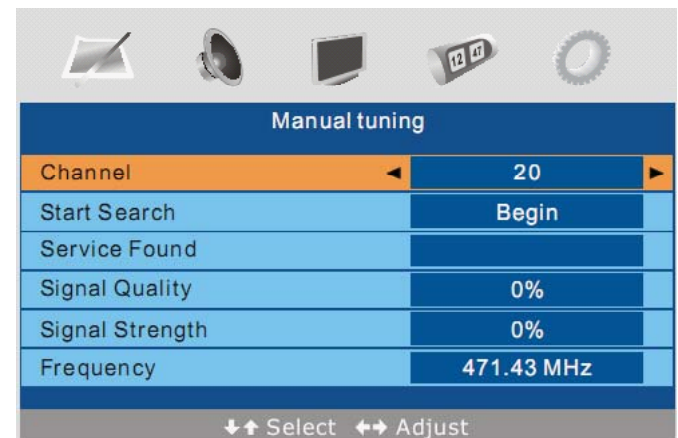 12 47
Manual tuning
Channel ◄ 20 ►
Start Search Begin
Service Found
Signal Quality 0%
Signal Strength 0%
Frequency 471.43 MHz
Select Adjust